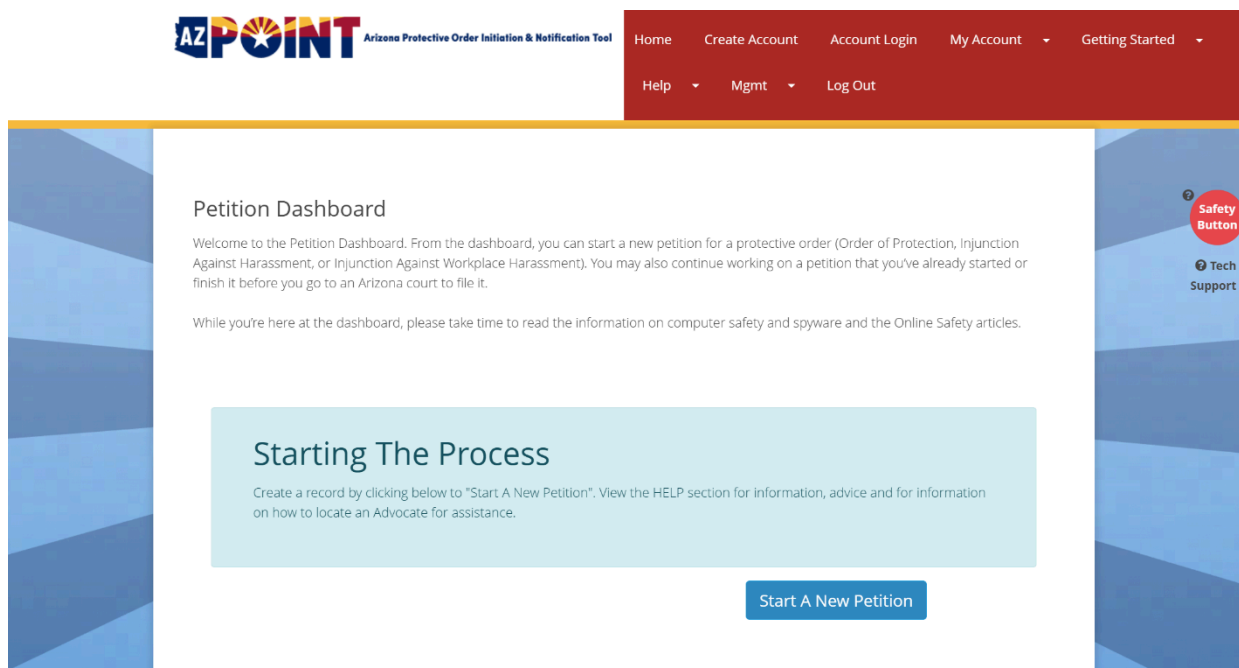 AZPOINT Arizona Protective Order Initiation & Notification Tool
Home Create Account Account Login My Account Getting Started
Help Mgmt Log Out
Petition Dashboard
Welcome to the Petition Dashboard. From the dashboard, you can start a new petition for a protective order (Order of Protection, Injunction
Against Harassment, or Injunction Against Workplace Harassment). You may also continue working on a petition that you've already started or
finish it before you go to an Arizona court to file it.
While you're here at the dashboard, please take time to read the information on computer safety and spyware and the Online Safety articles.
?
Safety
Button
? Tech
Support
Starting The Process
Create a record by clicking below to "Start A New Petition". View the HELP section for information, advice and for information
on how to locate an Advocate for assistance.
Start A New Petition